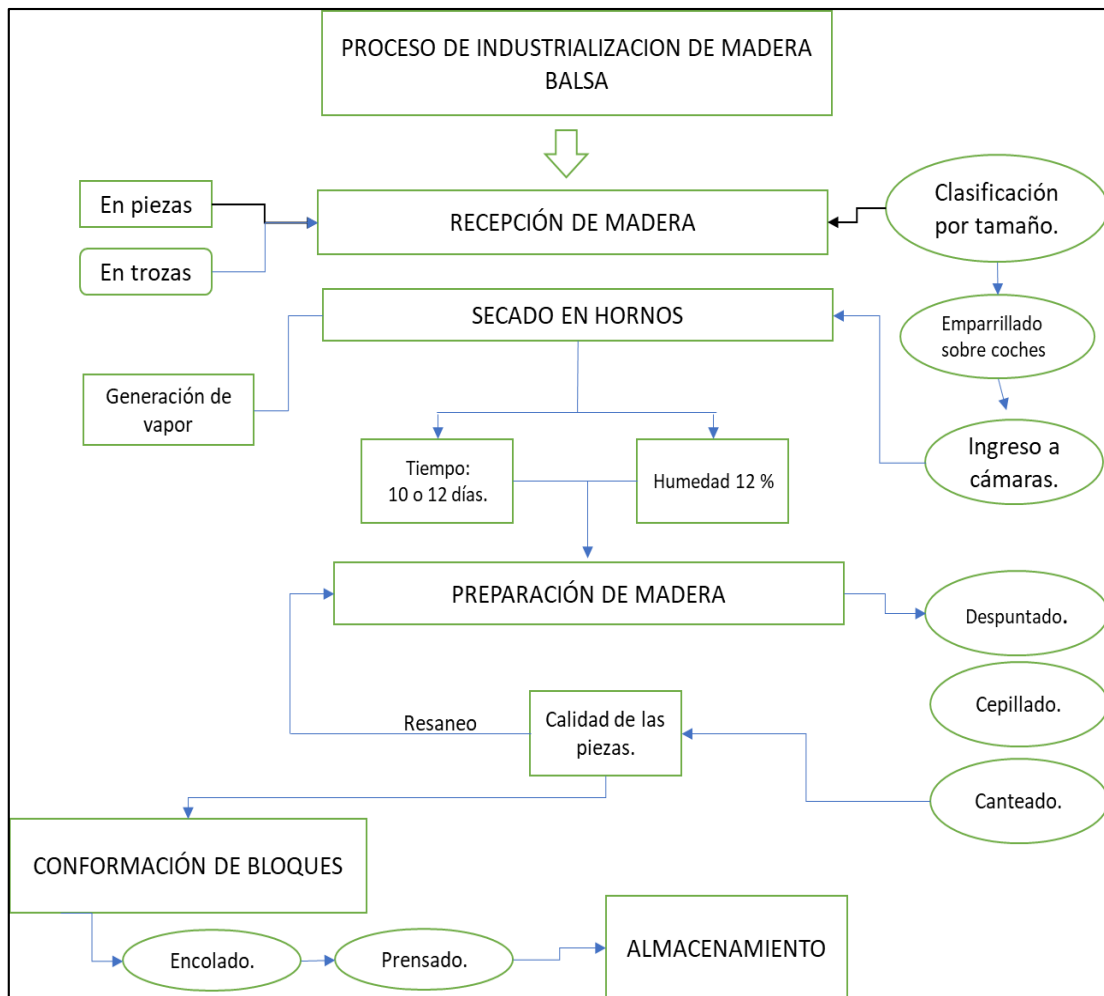 PROCESO DE INDUSTRIALIZACION DE MADERA
BALSA
En piezas
En trozas
RECEPCIÓN DE MADERA
Clasificación
por tamaño.
SECADO EN HORNOS
Emparrillado
sobre coches
Generación de
vapor
Ingreso a
cámaras.
Tiempo:
10 o 12 días.
Humedad 12 %
PREPARACIÓN DE MADERA
Despuntado.
Cepillado.
Resaneo
Calidad de las
piezas.
Canteado.
CONFORMACIÓN DE BLOQUES
Encolado.
Prensado.
ALMACENAMIENTO